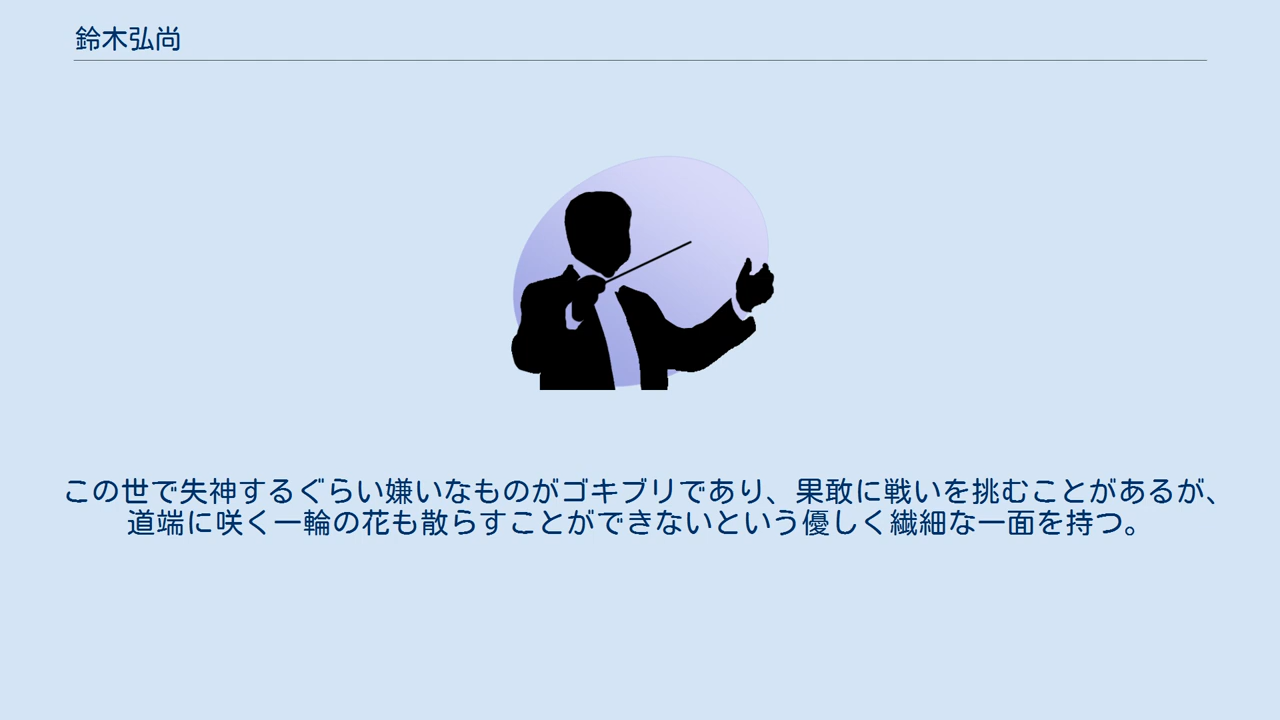 鈴木弘尚
この世で失神するぐらい嫌いなものがゴキブリであり、果敢に戦いを挑むことがあるが、
道端に咲く一輪の花も散らすことができないという優しく繊細な一面を持つ。